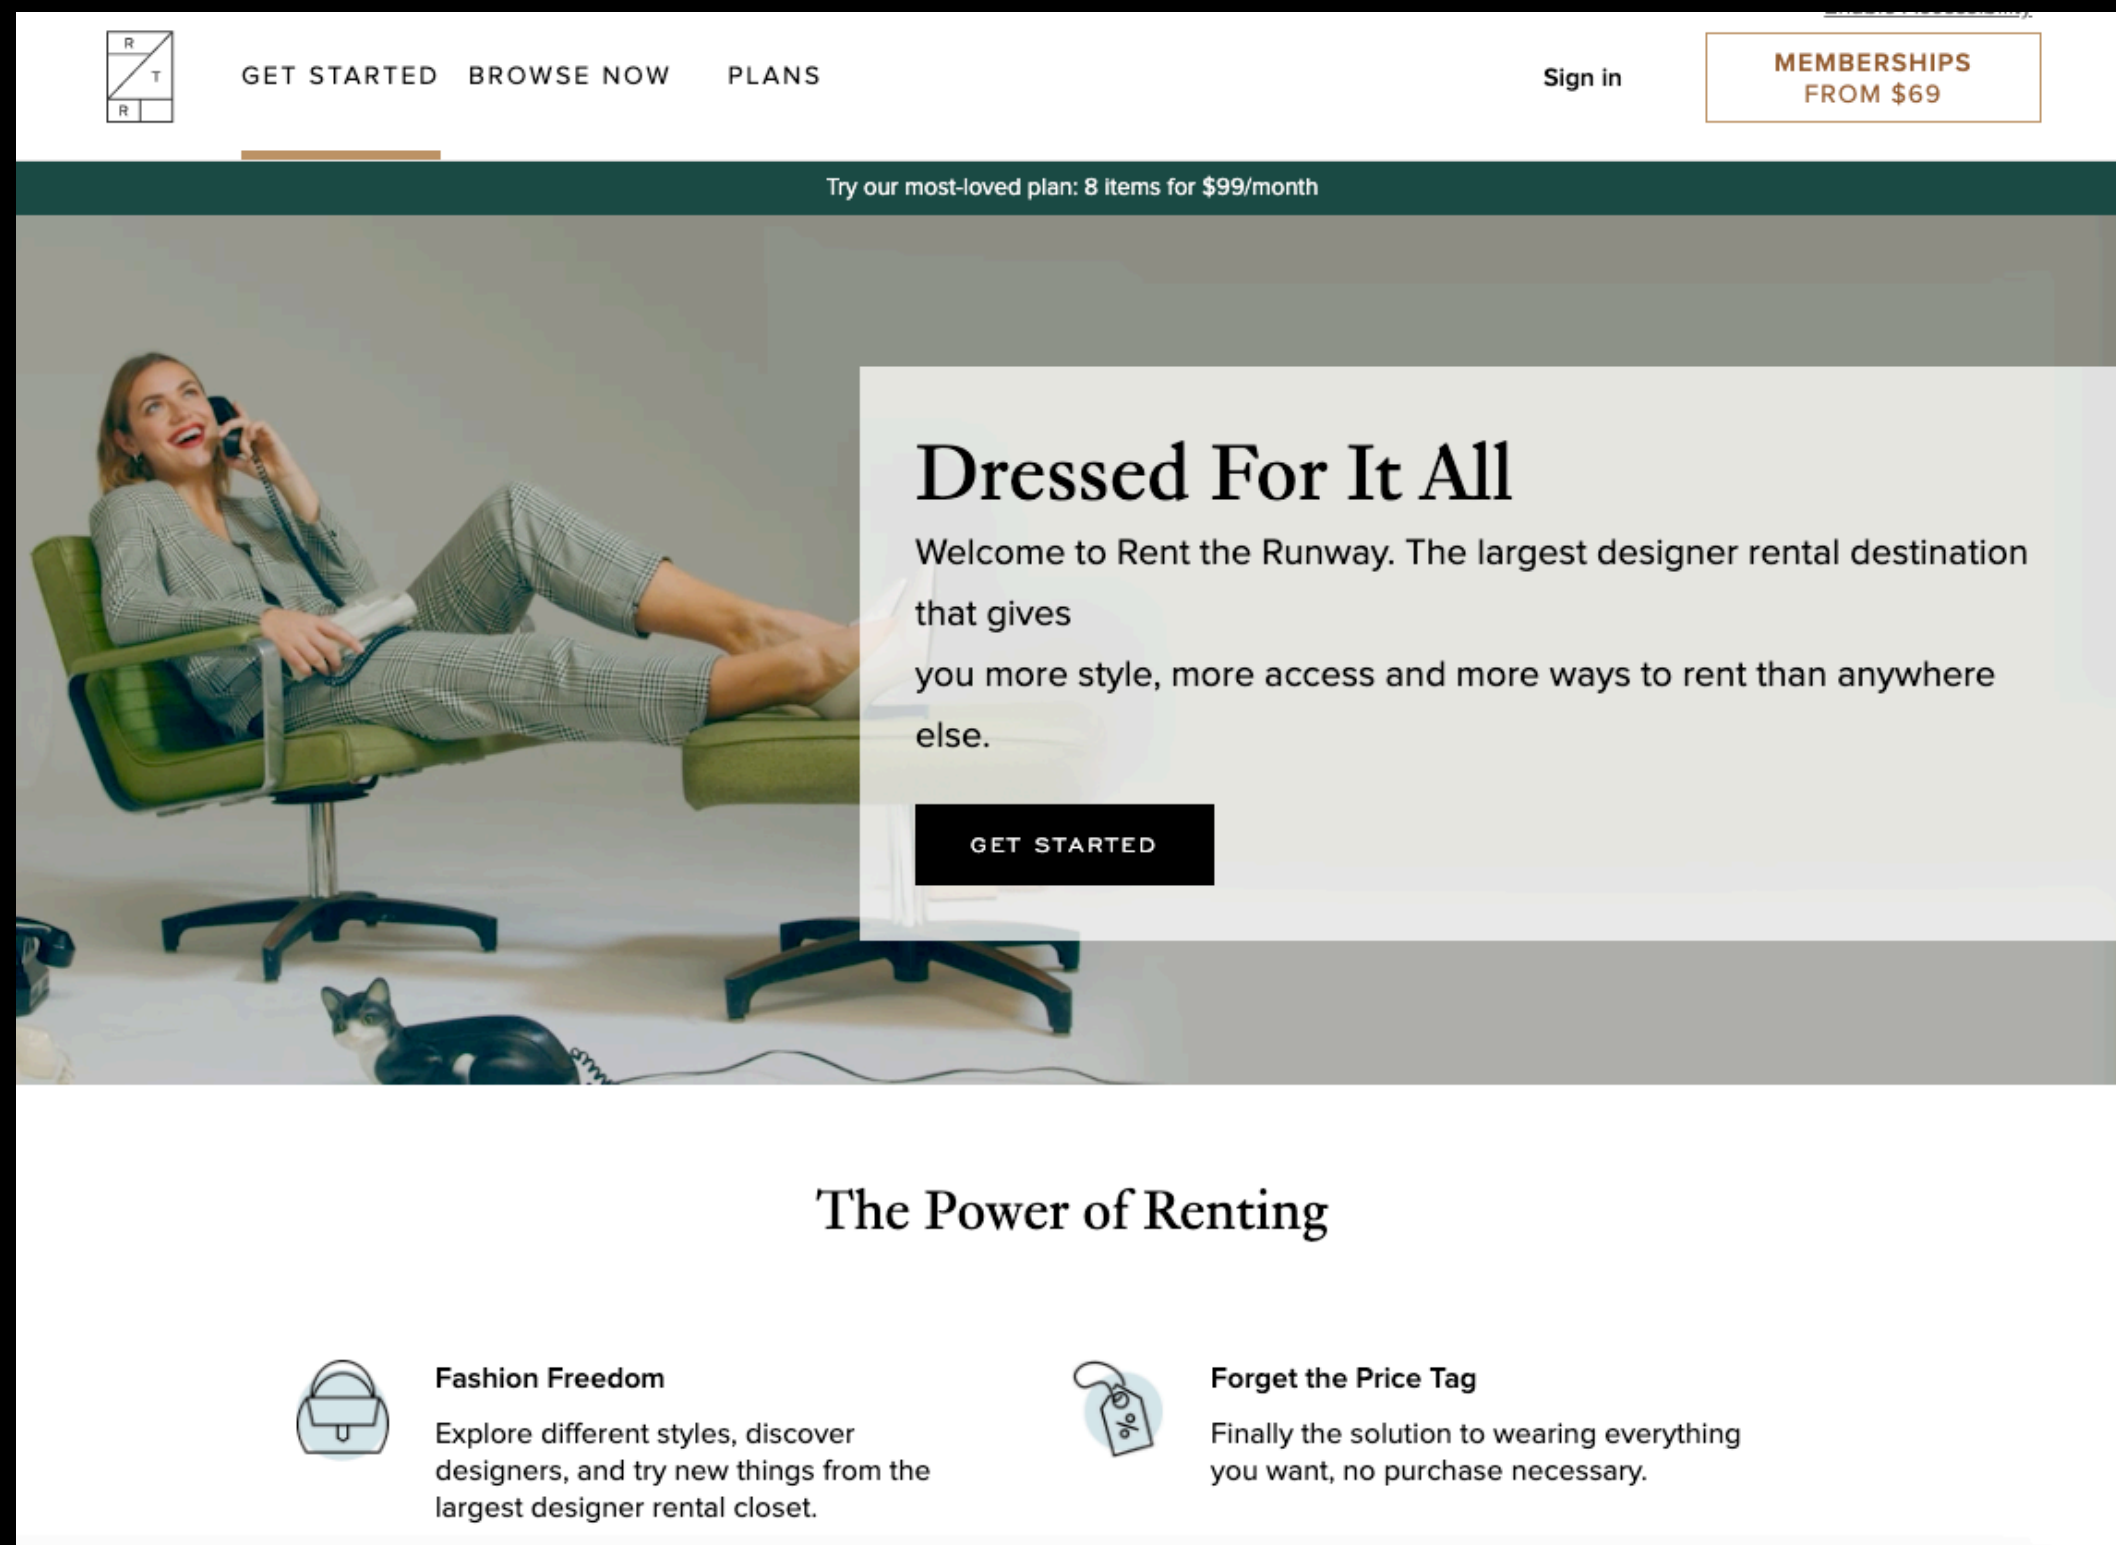 R
T
R
GET STARTED BROWSE NOW PLANS
Sign in
MEMBERSHIPS
FROM $69
Try our most-loved plan: 8 items for $99/month
Dressed For It All
Welcome to Rent the Runway. The largest designer rental destination
that gives
you more style, more access and more ways to rent than anywhere
else.
GET STARTED
The Power of Renting
Fashion Freedom
Explore different styles, discover
designers, and try new things from the
largest designer rental closet.
Forget the Price Tag
%
Finally the solution to wearing everything
you want, no purchase necessary.